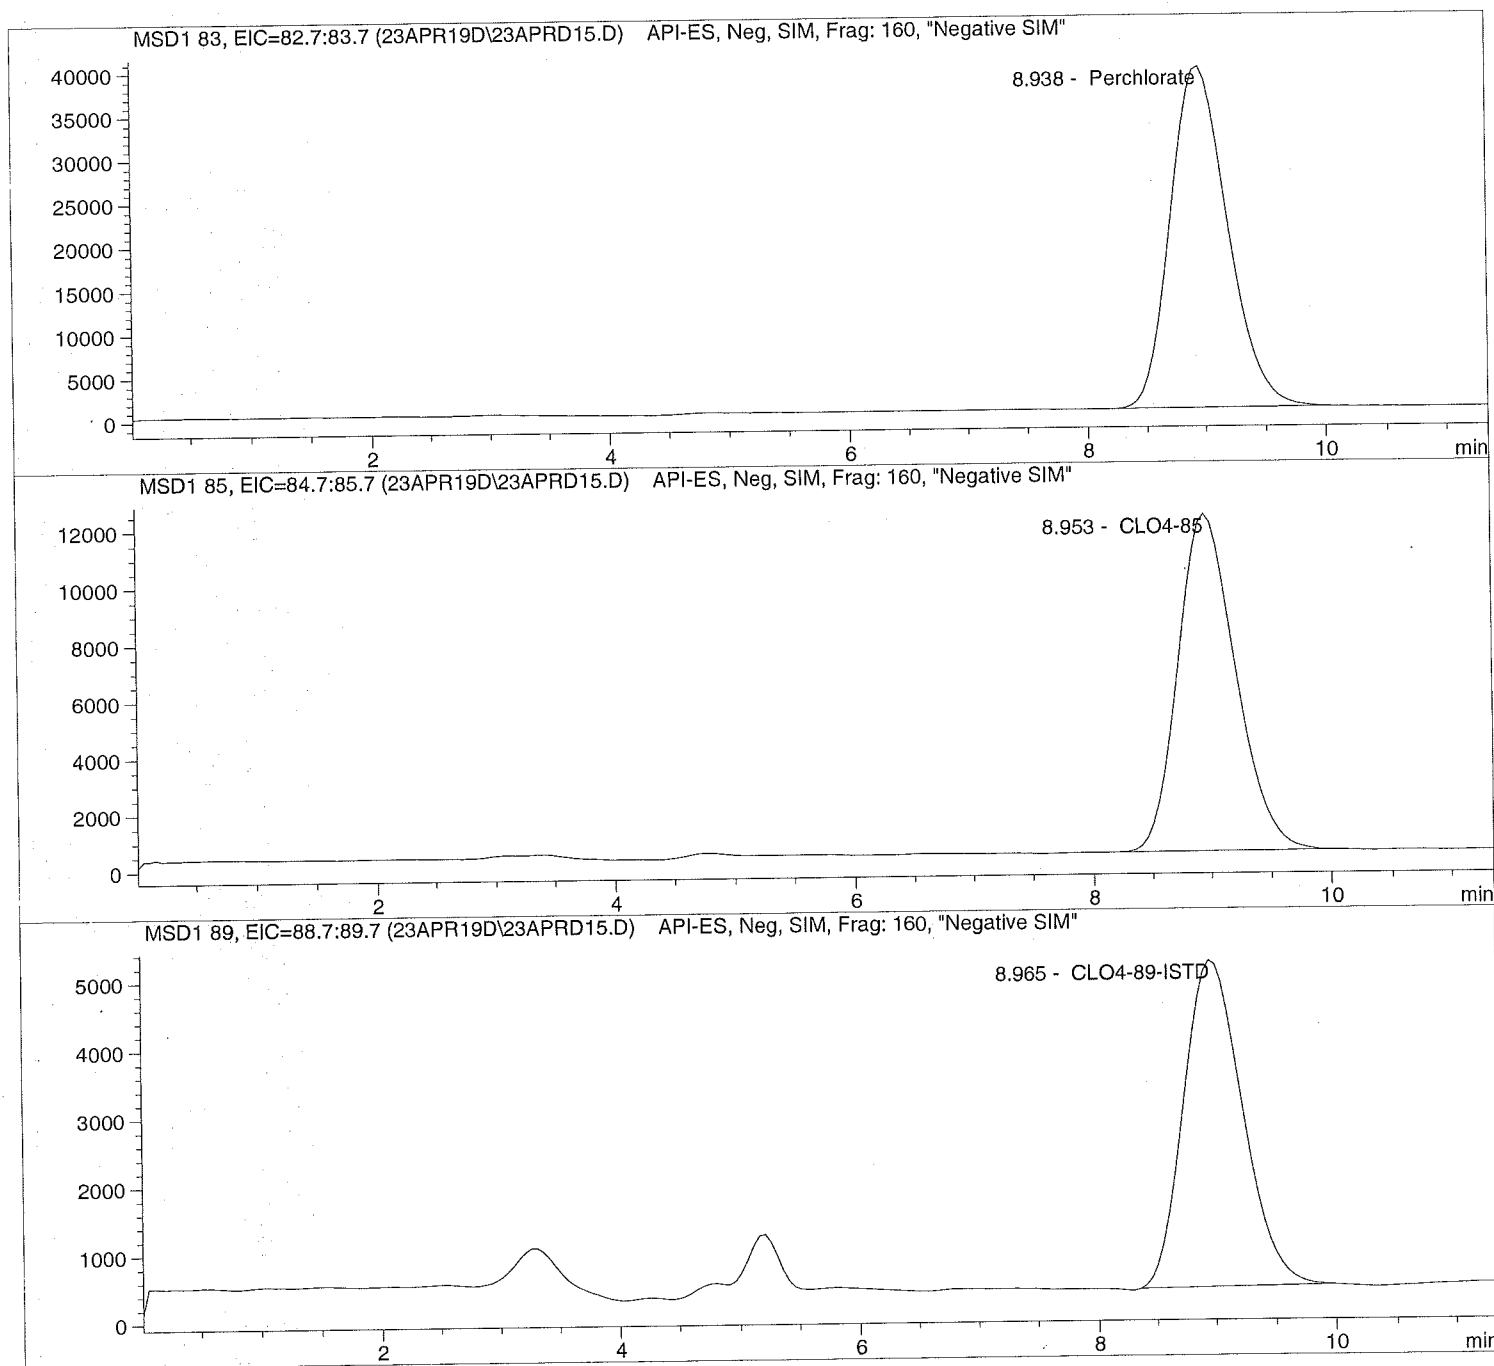 MSD1 83, EIC=82.7:83.7 (23APR19D\23APRD15.D) API-ES, Neg, SIM, Frag: 160, "Negative SIM"
8.938 - Perchlorate
40000
35000
30000
25000
20000
15000
10000
5000
0
2 4 6 8 10 min
MSD1 85, EIC=84.7:85.7 (23APR19D\23APRD15.D) API-ES, Neg, SIM, Frag: 160, "Negative SIM"
8.953 - CLO4-85
12000
10000
8000
6000
4000
2000
0
2 4 6 8 10 min
MSD1 89, EIC=88.7:89.7 (23APR19D\23APRD15.D) API-ES, Neg, SIM, Frag: 160, "Negative SIM"
8.965 - CLO4-89-ISTD
5000
4000
3000
2000
1000
0
2 4 6 8 10 min